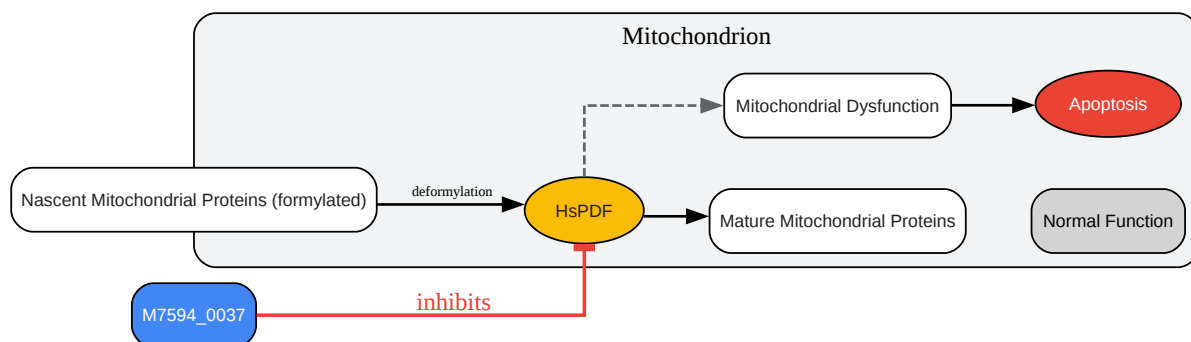 Mitochondrion
Mitochondrial Dysfunction
Apoptosis
Nascent Mitochondrial Proteins (formylated)
deformylation
HsPDF
Mature Mitochondrial Proteins
Normal Function
M7594_0037
inhibits